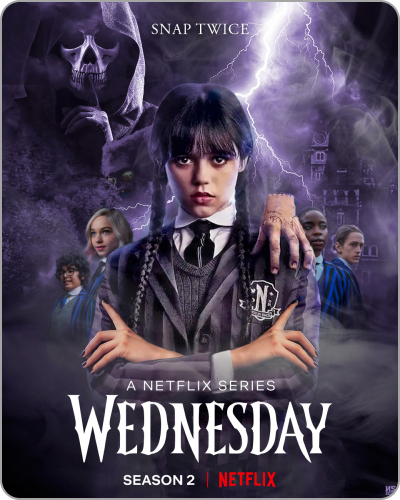 SNAP TWICE
N
A NETFLIX SERIES
WEDNESDAY
SEASON 2 | NETFLIX